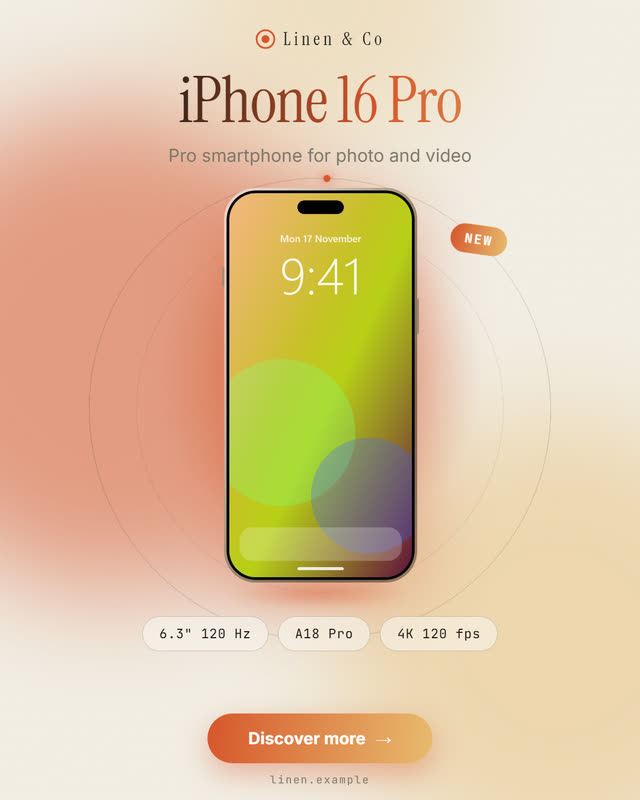 Linen & Co
iPhone 16 Pro
Pro smartphone for photo and video
NEW
Mon 17 November
9:41
6.3" 120 Hz
A18 Pro
4K 120 fps
Discover more →
linen.example